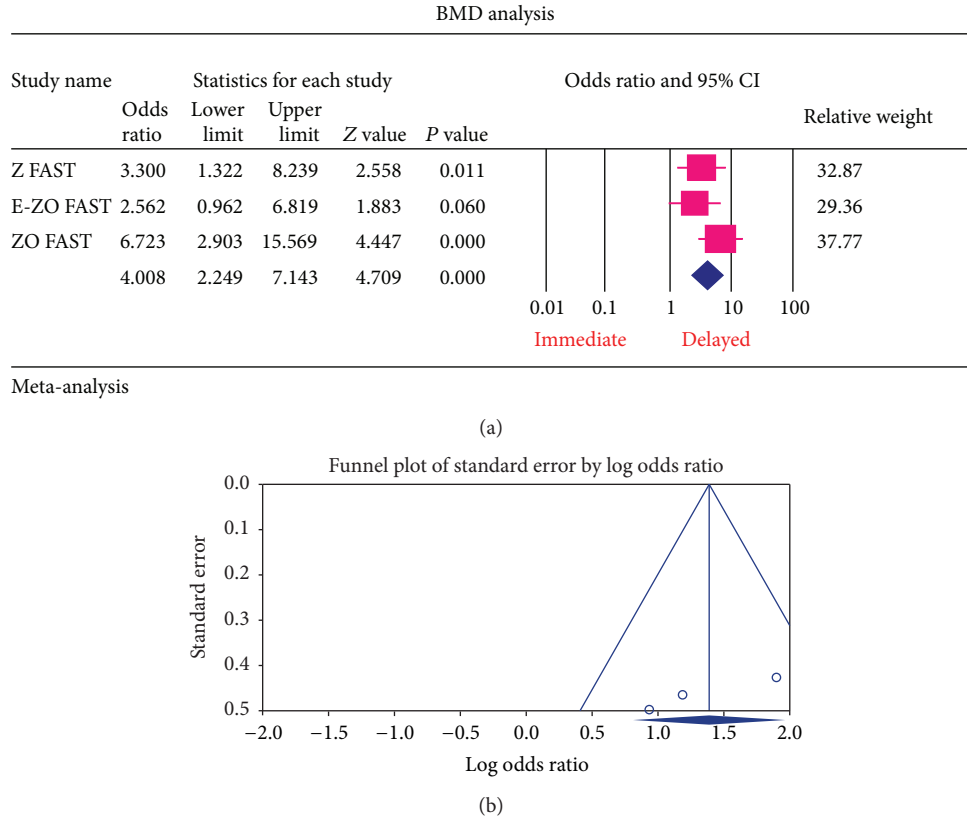 BMD analysis
Study name Statistics for each study Odds ratio and 95% CI
Odds ratio Lower limit Upper limit Z value P value Relative weight
Z FAST 3.300 1.322 8.239 2.558 0.011 32.87
E-ZO FAST 2.562 0.962 6.819 1.883 0.060 29.36
ZO FAST 6.723 2.903 15.569 4.447 0.000 37.77
4.008 2.249 7.143 4.709 0.000
0.01 0.1 1 10 100
Immediate Delayed
Meta-analysis
(a)
Funnel plot of standard error by log odds ratio
0.0
0.1
0.2
0.3
0.4
0.5
Standard error
−2.0 −1.5 −1.0 −0.5 0.0 0.5 1.0 1.5 2.0
Log odds ratio
(b)